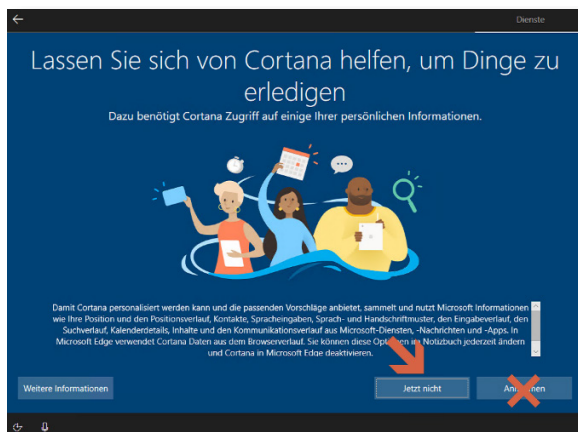 Dienste
Lassen Sie sich von Cortana helfen, um Dinge zu
erledigen
Dazu benötigt Cortana Zugriff auf einige Ihrer persönlichen Informationen.
Damit Cortana personalisiert werden kann und die passenden Vorschläge anbietet, sammelt und nutzt Microsoft Informationen
wie Ihre Position und den Positionsverlauf, Kontakte, Spracheingaben, Sprach- und Handschriftmuster, den Eingabeverlauf, den
Suchverlauf, Kalenderdetails, Inhalte und den Kommunikationsverlauf aus Microsoft-Diensten, -Nachrichten und -Apps. In
Microsoft Edge verwendet Cortana Daten aus dem Browserverlauf. Sie können diese Optionen im Notizbuch jederzeit ändern
und Cortana in Microsoft Edge deaktivieren.
Weitere Informationen
Jetzt nicht